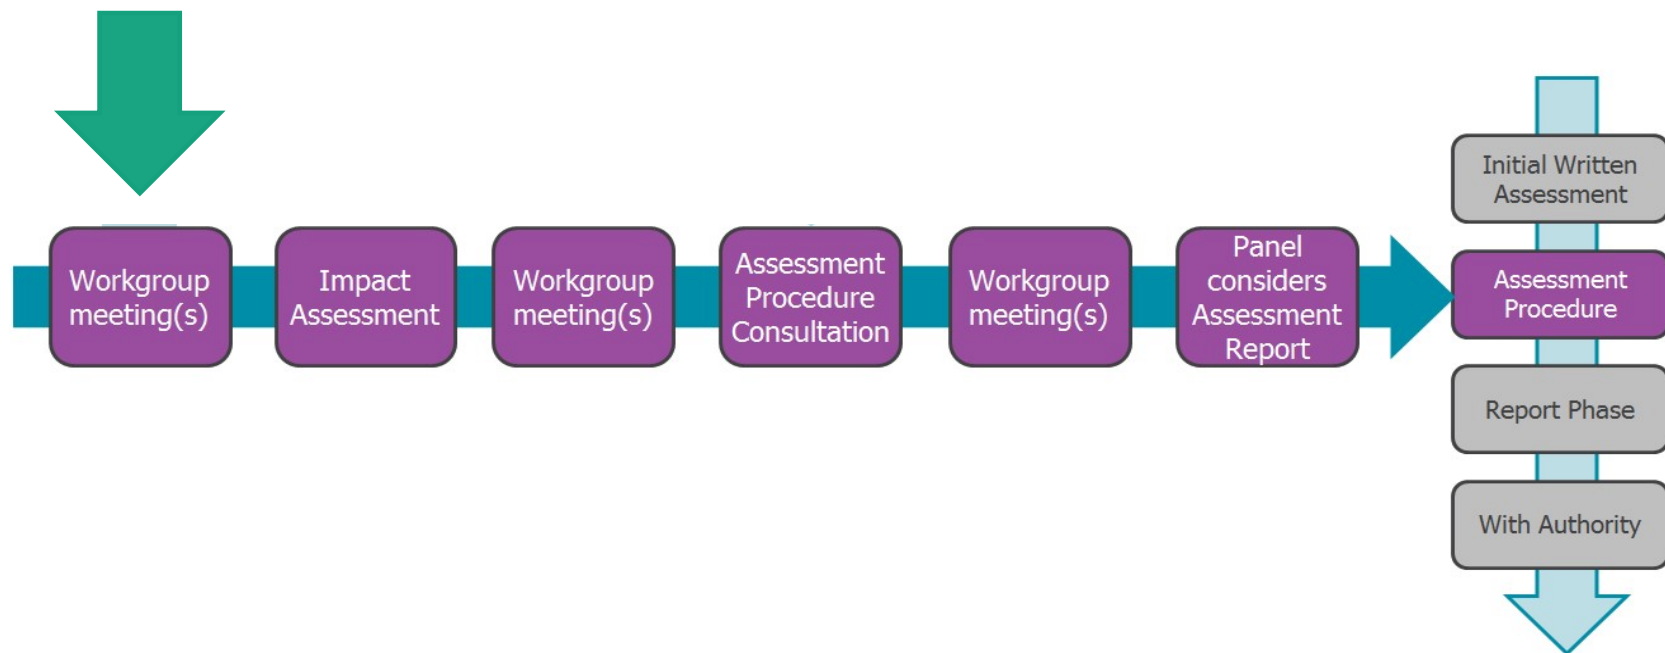 Workgroup
meeting(s)
Impact
Assessment
Workgroup
meeting(s)
Assessment
Procedure
Consultation
Workgroup
meeting(s)
Panel
considers
Assessment
Report
Initial Written
Assessment
Assessment
Procedure
Report Phase
With Authority